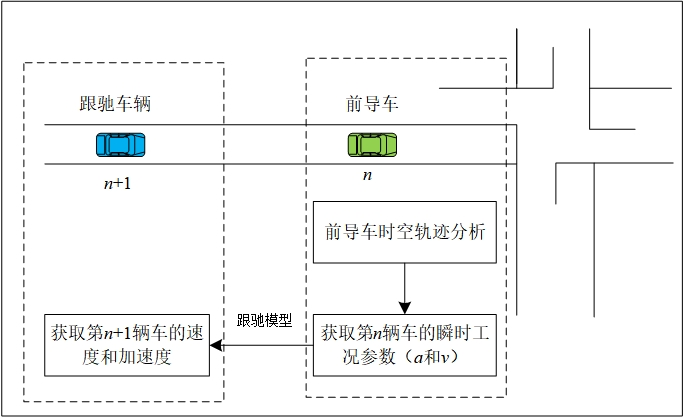 跟驰车辆
前导车
n+1
n
前导车时空轨迹分析
跟驰模型
获取第n+1辆车的速
度和加速度
获取第n辆车的瞬时工
况参数（a和v）